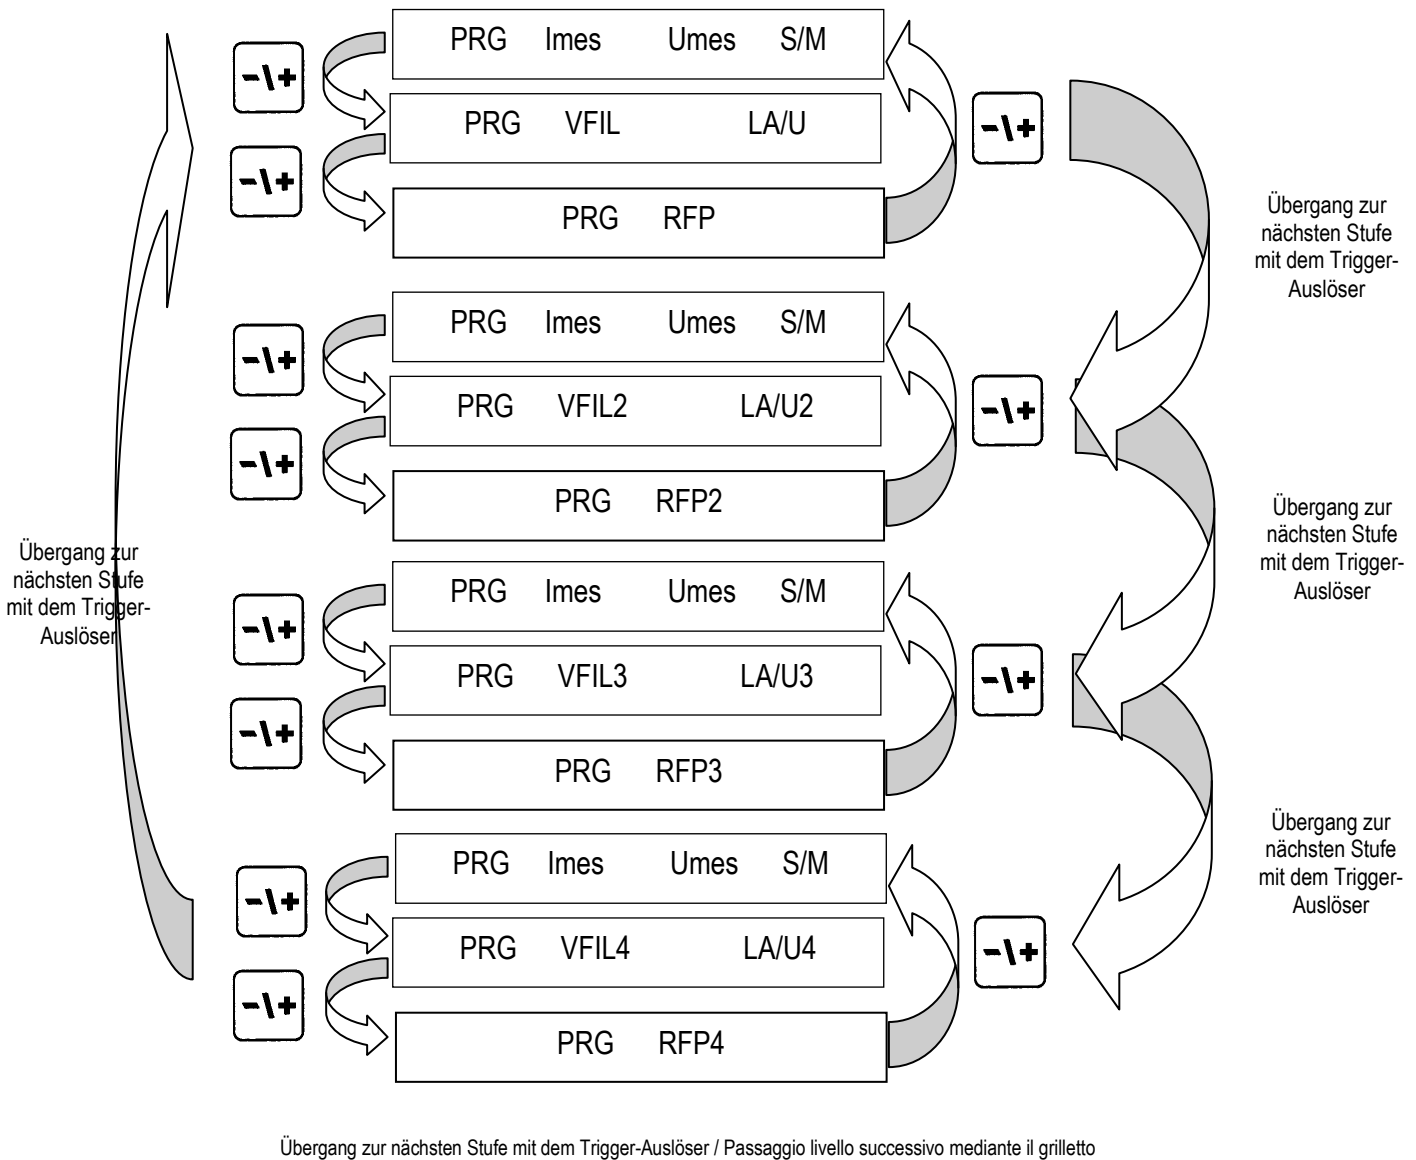 PRG Imes Umes S/M
-\+
PRG VFIL LA/U
-\+
-\+
PRG RFP
Übergang zur
nächsten Stufe
mit dem Trigger-
Auslöser
PRG Imes Umes S/M
-\+
PRG VFIL2 LA/U2
-\+
-\+
PRG RFP2
Übergang zur
nächsten Stufe
mit dem Trigger-
Auslöser
Übergang zur
nächsten Stufe
mit dem Trigger-
Auslöser
PRG Imes Umes S/M
-\+
PRG VFIL3 LA/U3
-\+
-\+
PRG RFP3
Übergang zur
nächsten Stufe
mit dem Trigger-
Auslöser
PRG Imes Umes S/M
-\+
PRG VFIL4 LA/U4
-\+
-\+
PRG RFP4
Übergang zur nächsten Stufe mit dem Trigger-Auslöser / Passaggio livello successivo mediante il grilletto